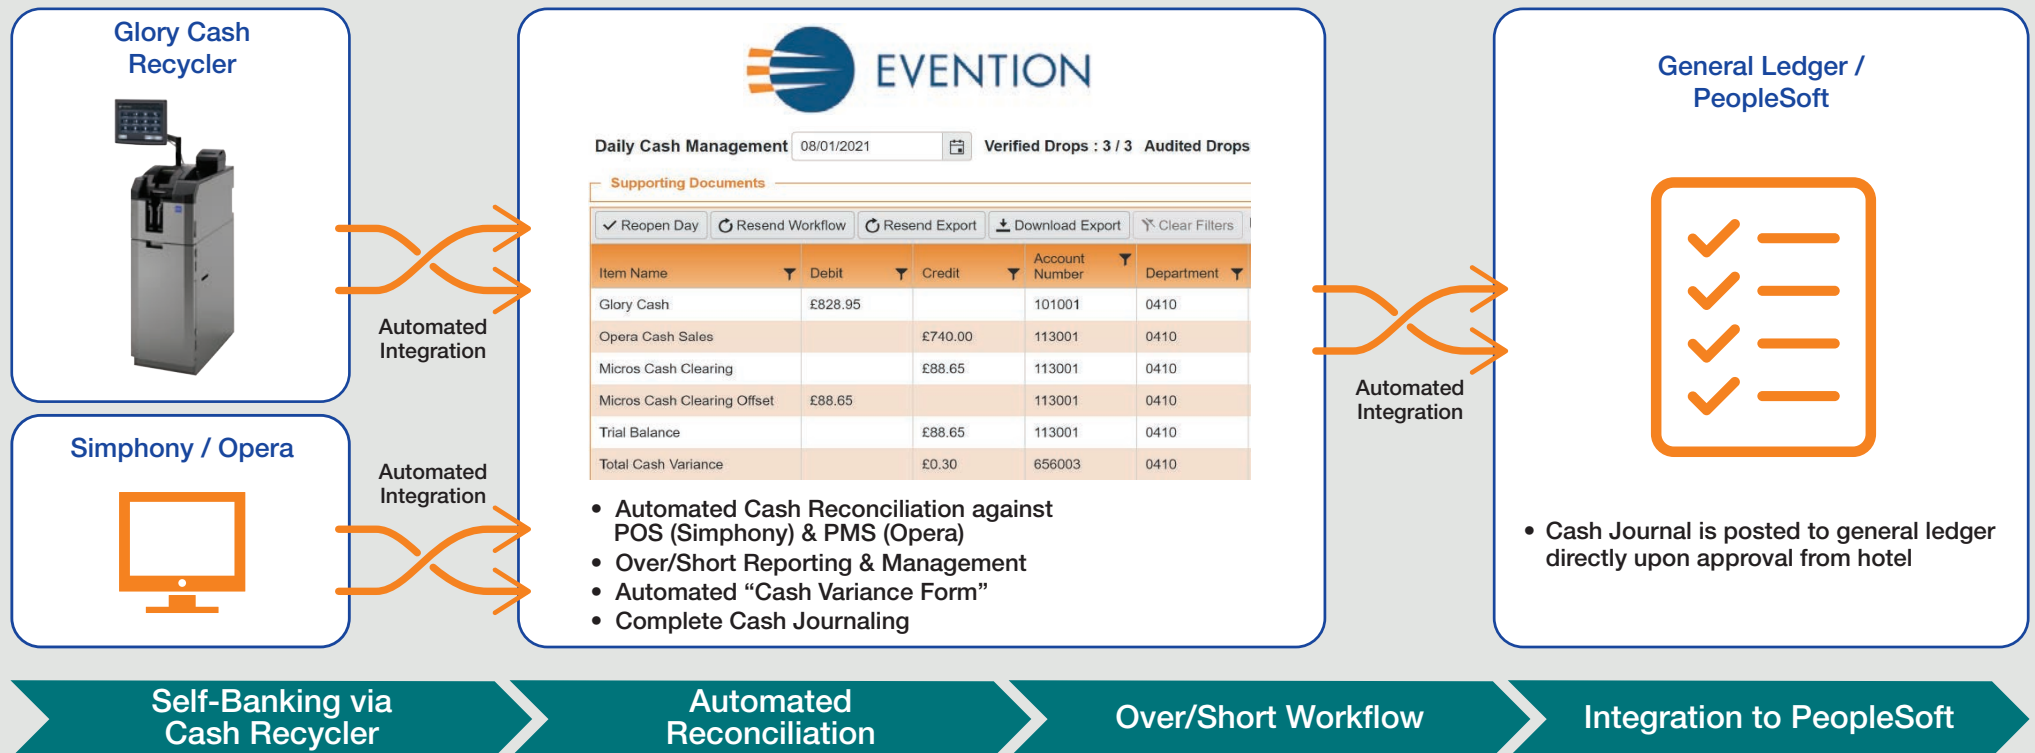 Glory Cash
Recycler
Automated
Integration
Simphony / Opera
Automated
Integration
EVENTION
Daily Cash Management 08/01/2021 Verified Drops : 3 / 3 Audited Drops
Supporting Documents
Reopen Day Resend Workflow Resend Export Download Export Clear Filters
Item Name Debit Credit Account Number Department
Glory Cash £828.95 101001 0410
Opera Cash Sales £740.00 113001 0410
Micros Cash Clearing £88.65 113001 0410
Micros Cash Clearing Offset £88.65 113001 0410
Trial Balance £88.65 113001 0410
Total Cash Variance £0.30 656003 0410
• Automated Cash Reconciliation against
POS (Simphony) & PMS (Opera)
• Over/Short Reporting & Management
• Automated “Cash Variance Form”
• Complete Cash Journaling
Automated
Integration
General Ledger /
PeopleSoft
• Cash Journal is posted to general ledger
directly upon approval from hotel
Self-Banking via
Cash Recycler
Automated
Reconciliation
Over/Short Workflow
Integration to PeopleSoft